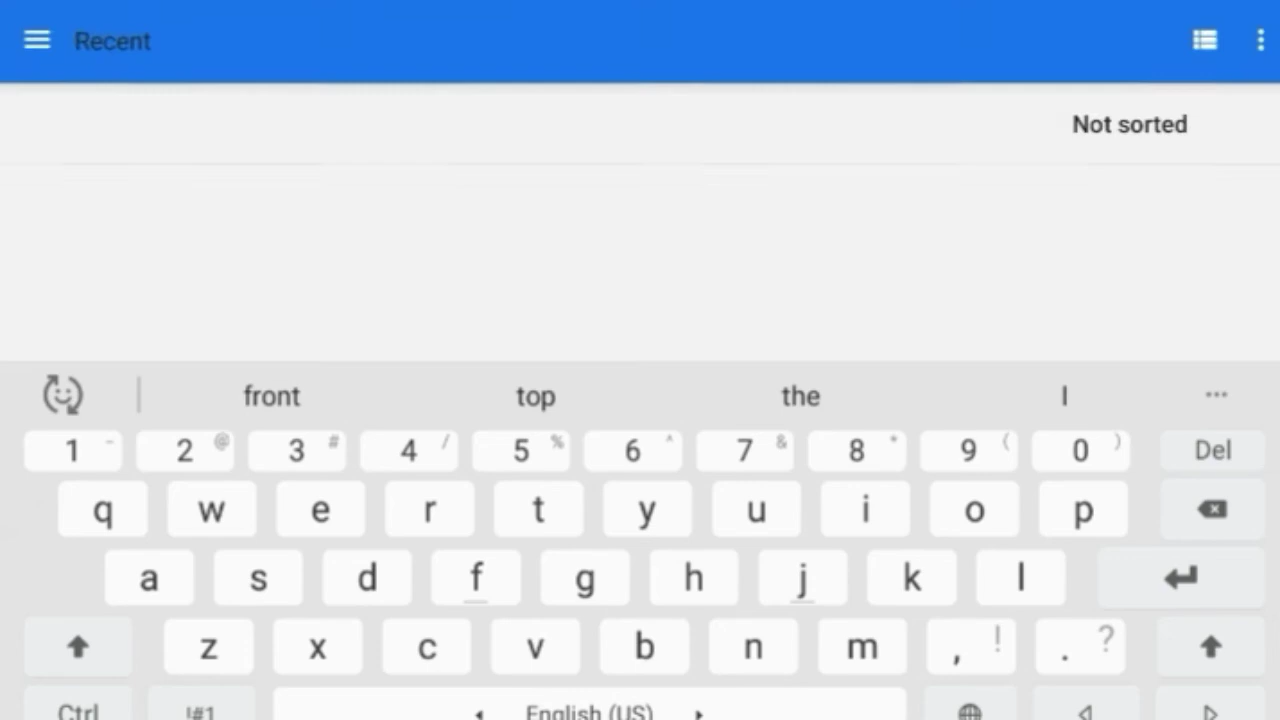 Recent
Not sorted
front top the I ...
1 - 2 @ 3 # 4 / 5 % 6 ^ 7 & 8 * 9 ( 0 ) Del
q w e r t y u i o p
a s d f g h j k l
z x c v b n m , ! . ?
Ctrl !#1 English (US)